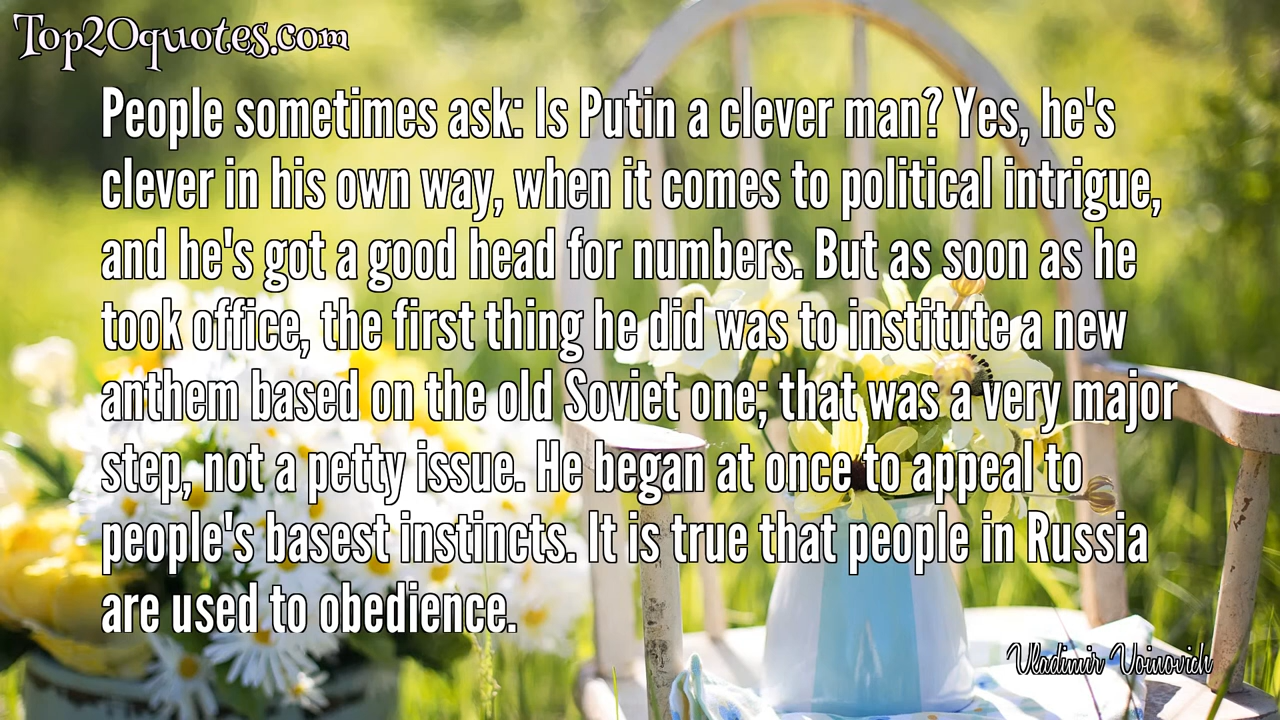 Top20quotes.com
People sometimes ask: Is Putin a clever man? Yes, he's
clever in his own way, when it comes to political intrigue,
and he's got a good head for numbers. But as soon as he
took office, the first thing he did was to institute a new
anthem based on the old Soviet one; that was a very major
step, not a petty issue. He began at once to appeal to
people's basest instincts. It is true that people in Russia
are used to obedience.
Vladimir Voinovich